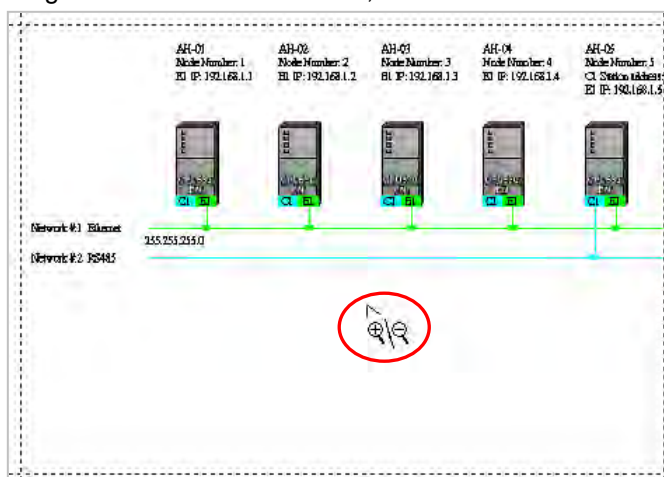 AH-01
Node Number: 1
E1 IP: 192.168.1.1
AH-02
Node Number: 2
E1 IP: 192.168.1.2
AH-03
Node Number: 3
E1 IP: 192.168.1.3
AH-04
Node Number: 4
E1 IP: 192.168.1.4
AH-05
Node Number: 5
C1 Station address:
E1 IP: 192.168.1.5
C1 E1
C1 E1
C1 E1
C1 E1
C1 E1
Network #:1 Ethernet
255.255.255.0
Network #:2 RS485